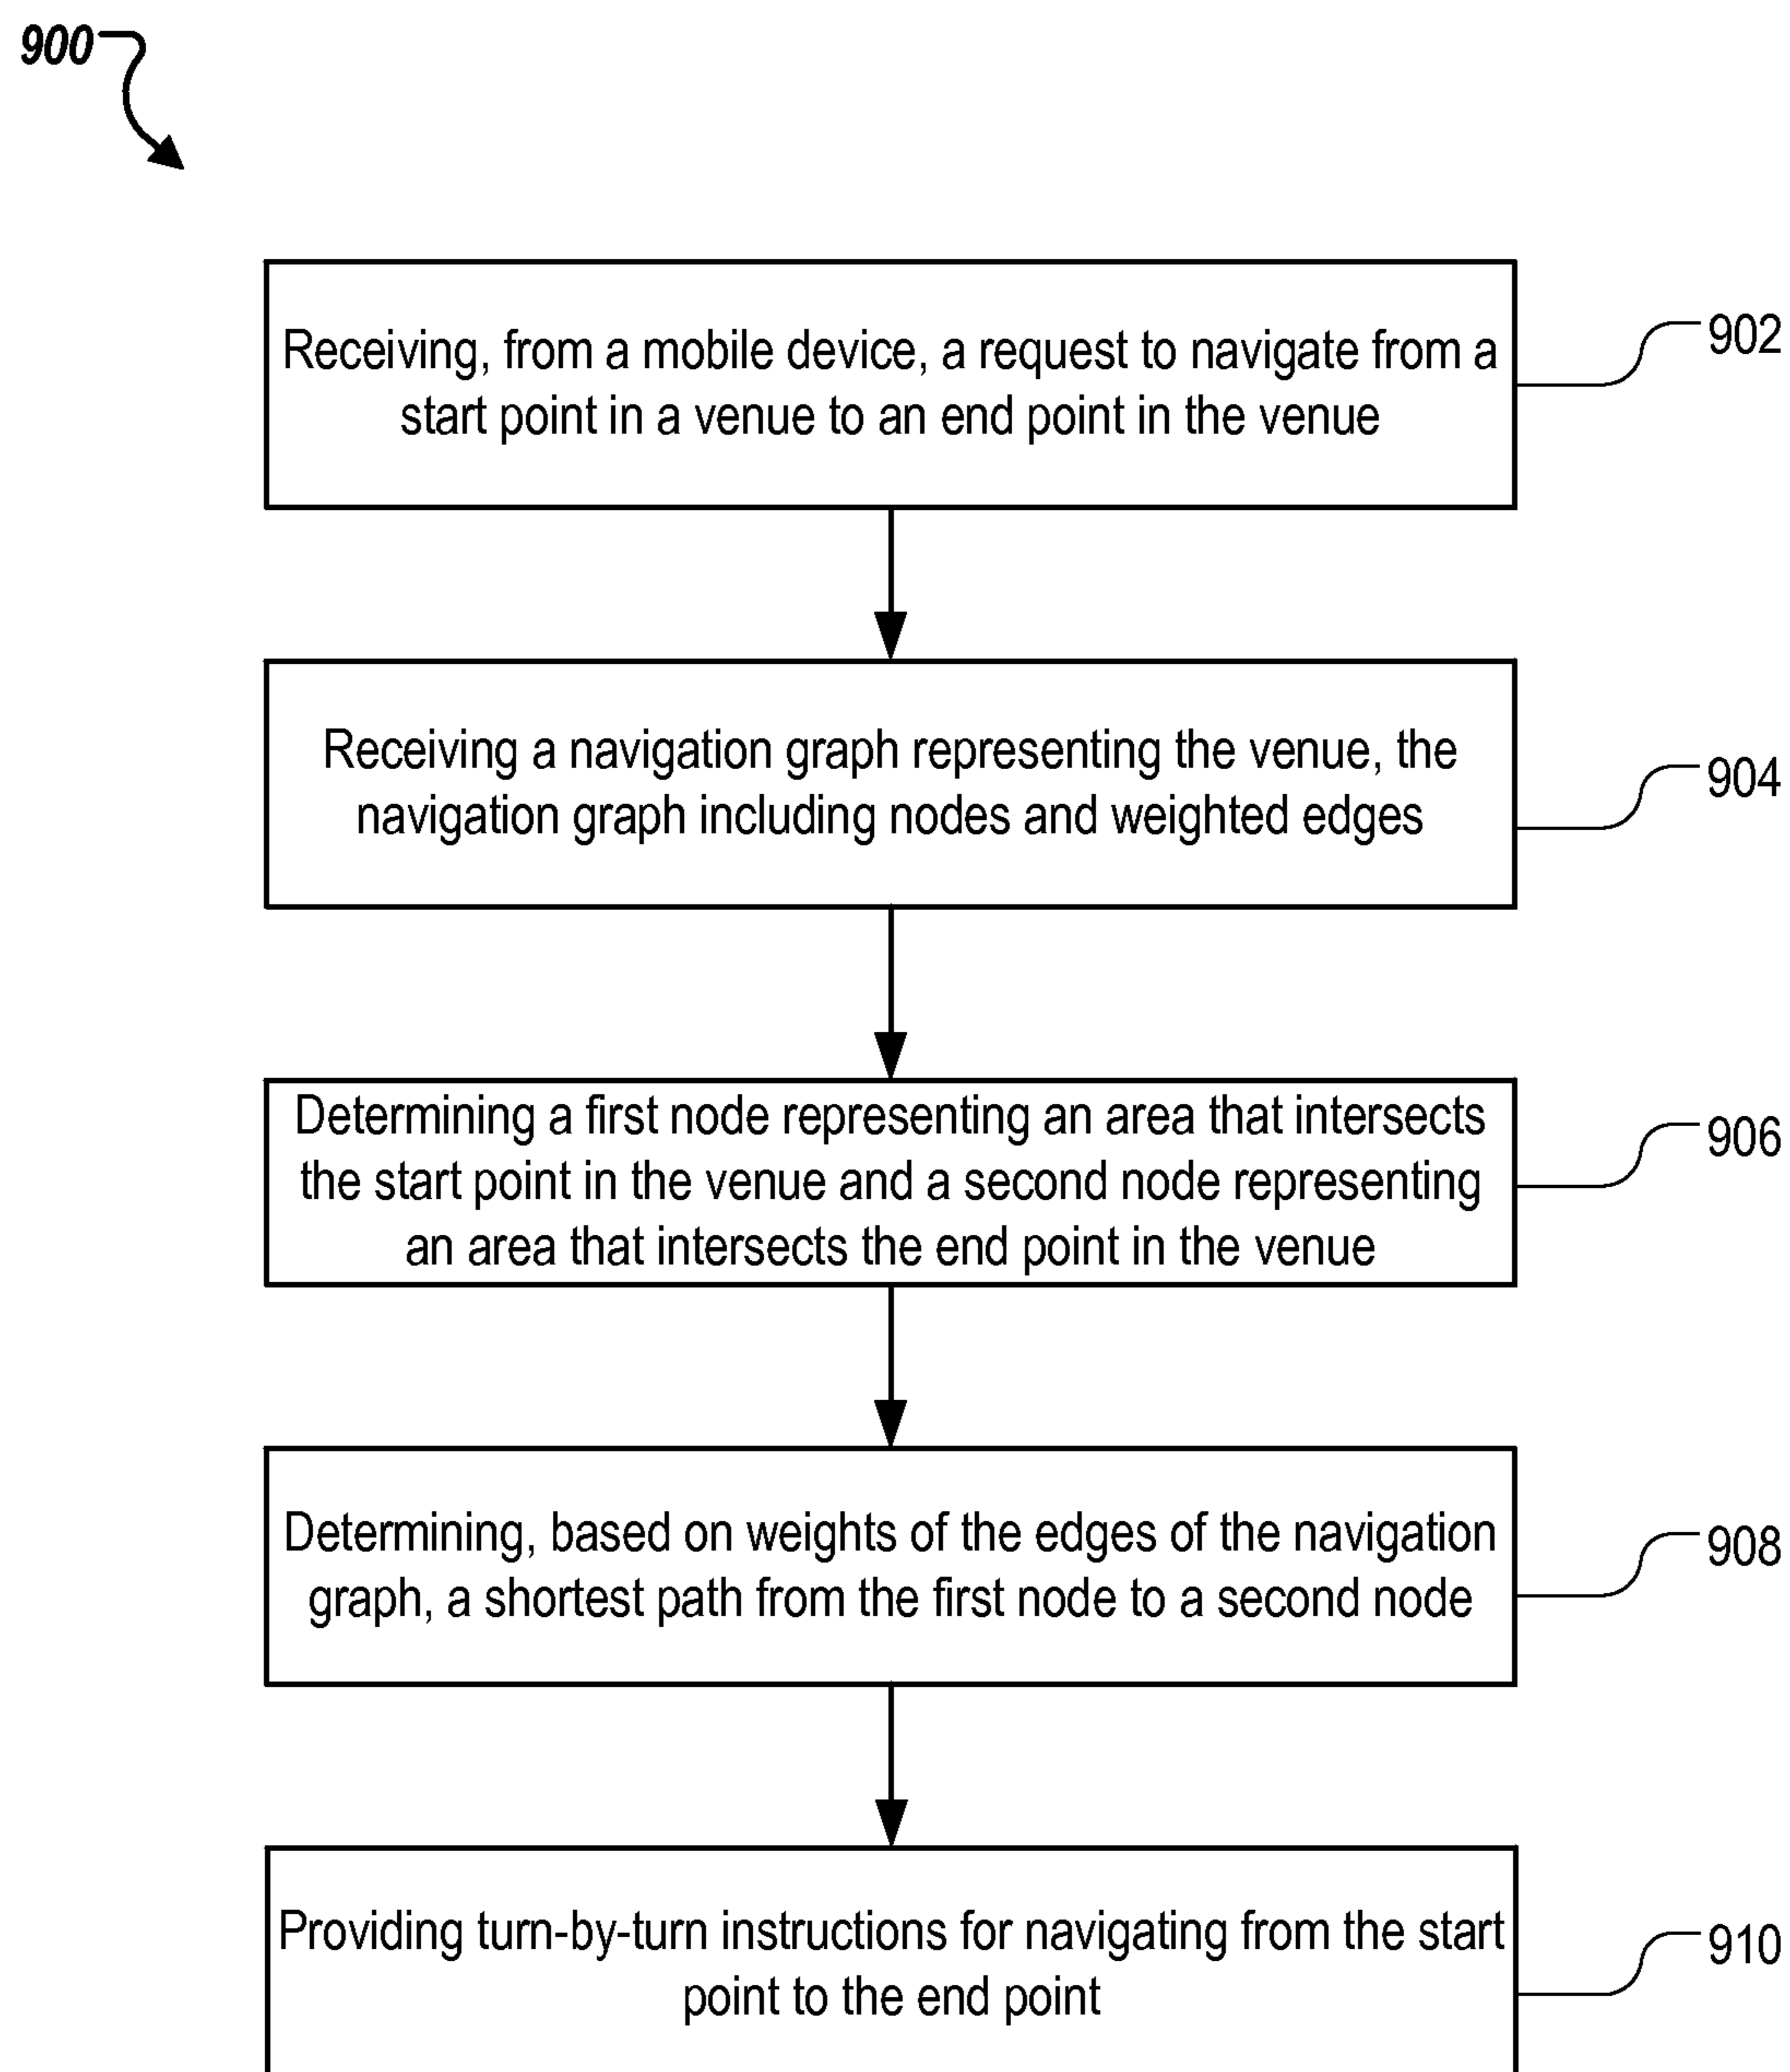 900
Receiving, from a mobile device, a request to navigate from a
start point in a venue to an end point in the venue
902
Receiving a navigation graph representing the venue, the
navigation graph including nodes and weighted edges
904
Determining a first node representing an area that intersects
the start point in the venue and a second node representing
an area that intersects the end point in the venue
906
Determining, based on weights of the edges of the navigation
graph, a shortest path from the first node to a second node
908
Providing turn-by-turn instructions for navigating from the start
point to the end point
910